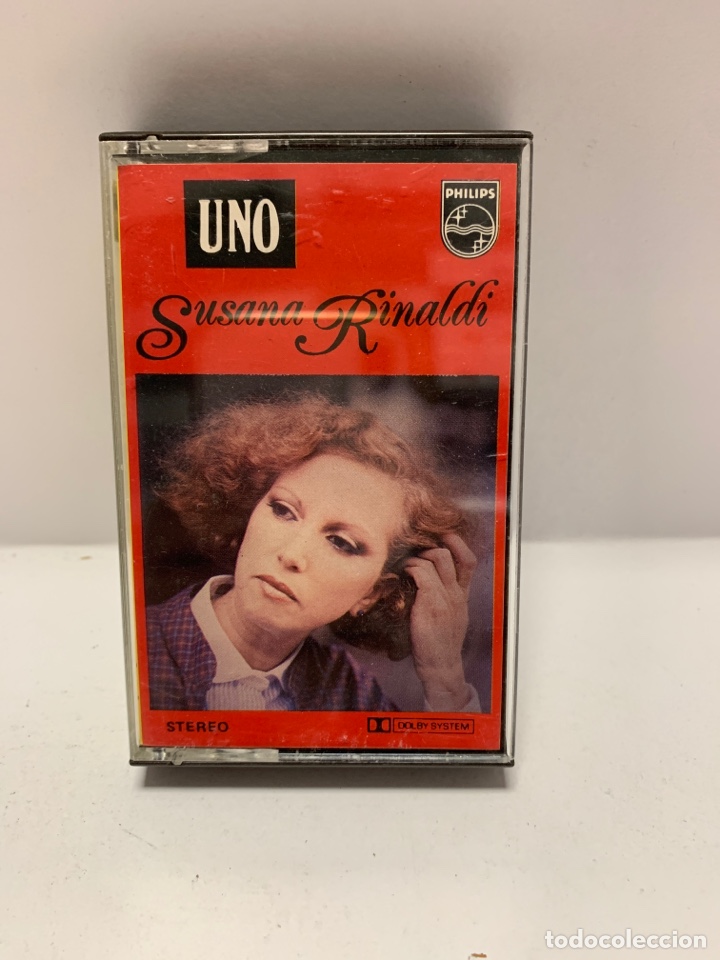 UNO
PHILIPS
Susana Rinaldi
STEREO
DOLBY SYSTEM
todocoleccion